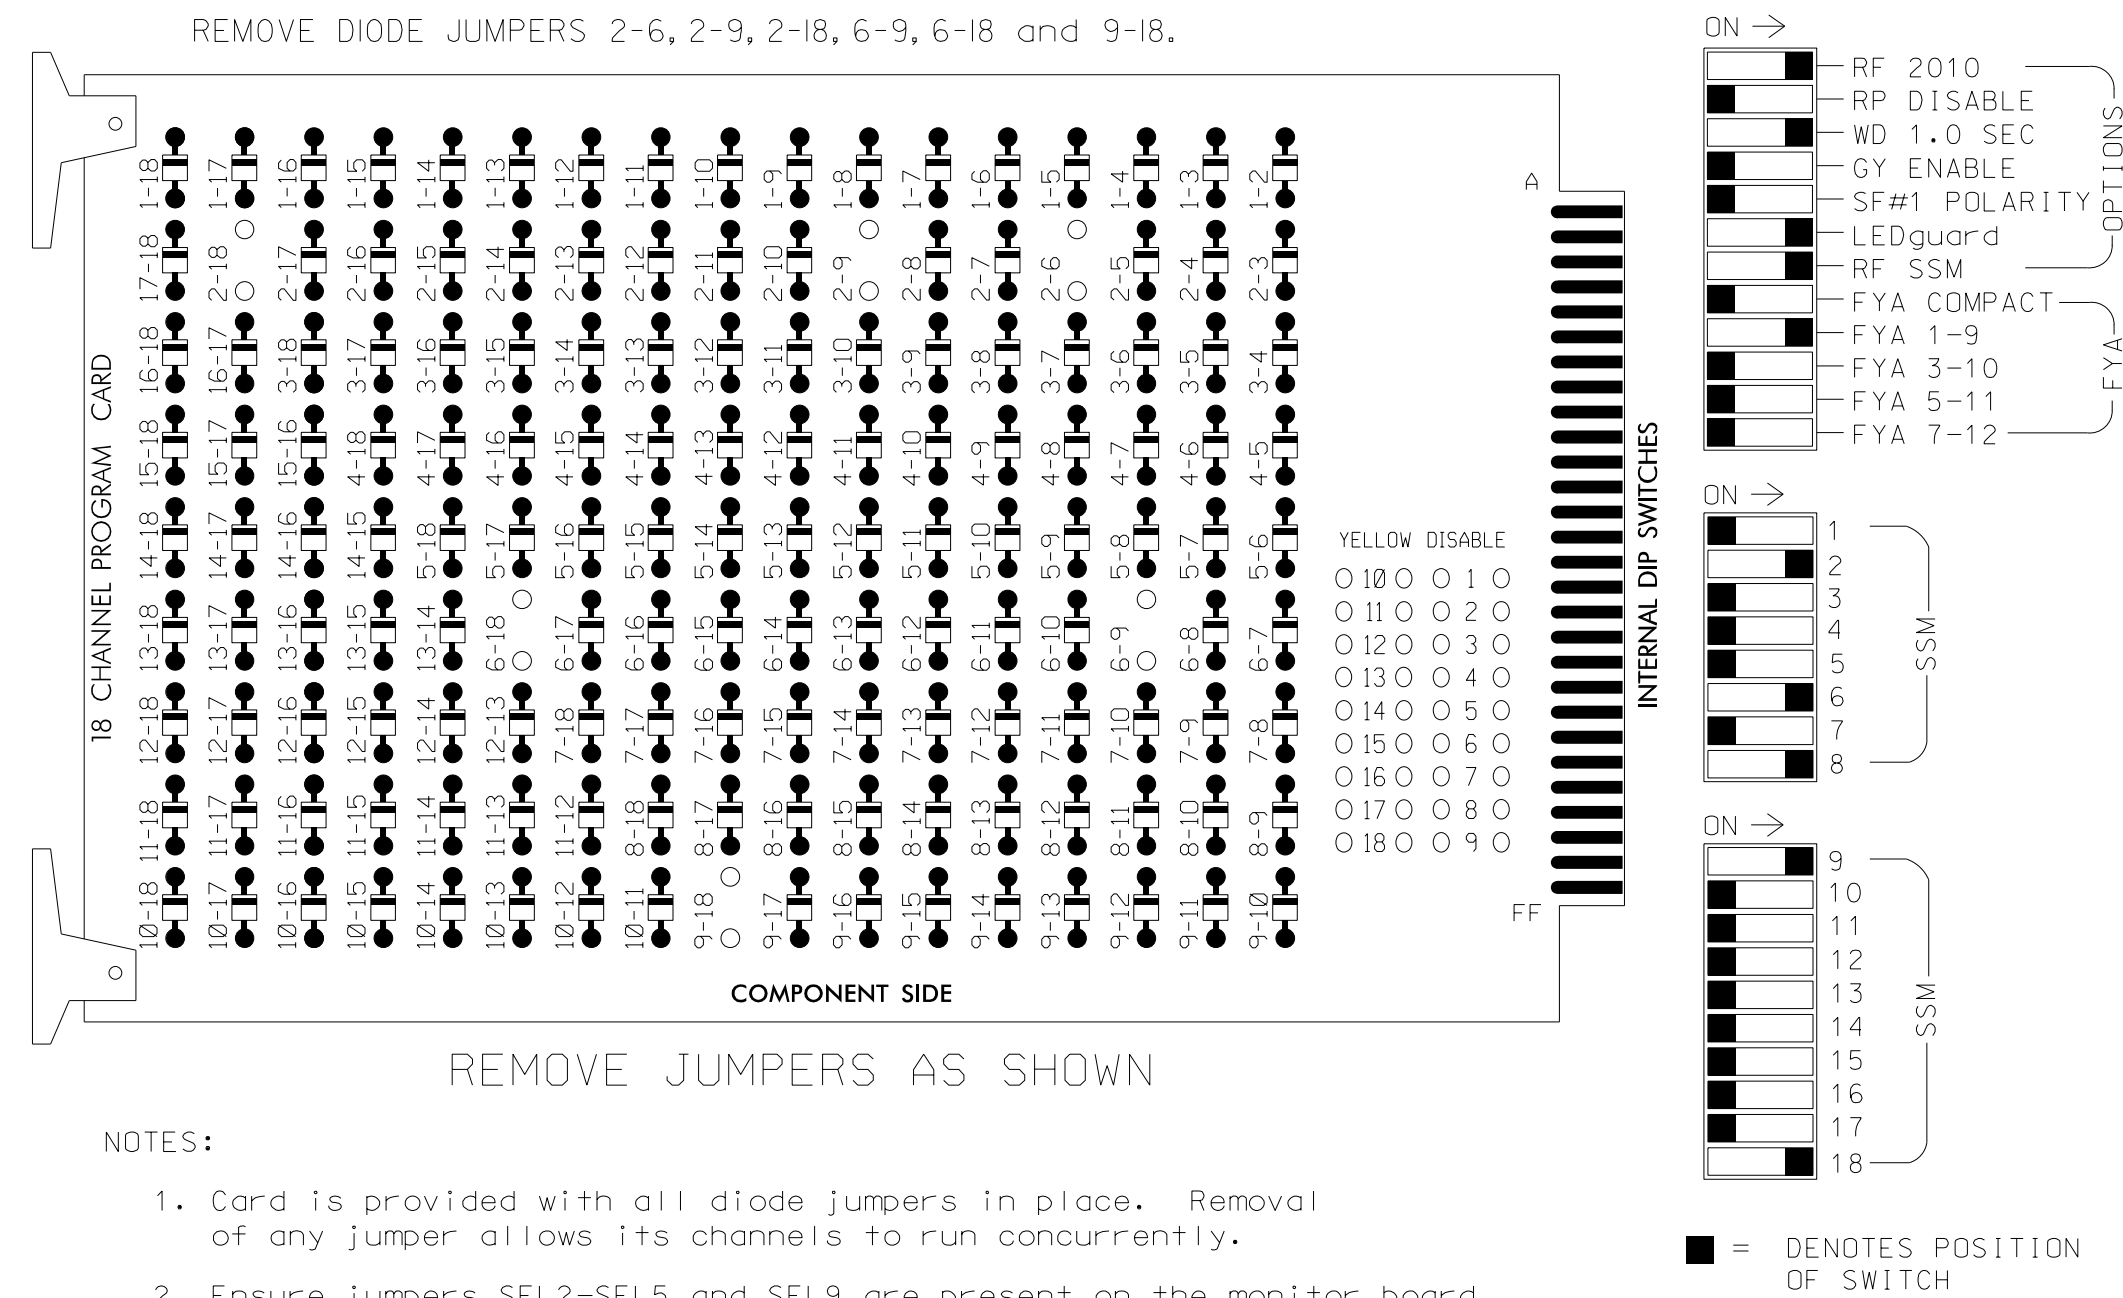 REMOVE DIODE JUMPERS 2-6, 2-9, 2-18, 6-9, 6-18 and 9-18.
1-18 1-17 1-16 1-15 1-14 1-13 1-12 1-11 1-10 1-9 1-8 1-7 1-6 1-5 1-4 1-3 1-2
17-18 2-18 2-17 2-16 2-15 2-14 2-13 2-12 2-11 2-10 2-9 2-8 2-7 2-6 2-5 2-4 2-3
16-18 16-17 3-18 3-17 3-16 3-15 3-14 3-13 3-12 3-11 3-10 3-9 3-8 3-7 3-6 3-5 3-4
15-18 15-17 15-16 4-18 4-17 4-16 4-15 4-14 4-13 4-12 4-11 4-10 4-9 4-8 4-7 4-6 4-5
14-18 14-17 14-16 14-15 5-18 5-17 5-16 5-15 5-14 5-13 5-12 5-11 5-10 5-9 5-8 5-7 5-6
13-18 13-17 13-16 13-15 13-14 6-18 6-17 6-16 6-15 6-14 6-13 6-12 6-11 6-10 6-9 6-8 6-7
12-18 12-17 12-16 12-15 12-14 12-13 7-18 7-17 7-16 7-15 7-14 7-13 7-12 7-11 7-10 7-9 7-8
11-18 11-17 11-16 11-15 11-14 11-13 11-12 8-18 8-17 8-16 8-15 8-14 8-13 8-12 8-11 8-10 8-9
10-18 10-17 10-16 10-15 10-14 10-13 10-12 10-11 9-18 9-17 9-16 9-15 9-14 9-13 9-12 9-11 9-10
18 CHANNEL PROGRAM CARD
A
YELLOW DISABLE
10 1
11 2
12 3
13 4
14 5
15 6
16 7
17 8
18 9
FF
COMPONENT SIDE
INTERNAL DIP SWITCHES
REMOVE JUMPERS AS SHOWN
ON
RF 2010
RP DISABLE
WD 1.0 SEC
GY ENABLE
SF#1 POLARITY
LEDguard
RF SSM
OPTIONS
FYA COMPACT
FYA 1-9
FYA 3-10
FYA 5-11
FYA 7-12
FYA
ON
1
2
3
4
5
6
7
8
SSM
ON
9
10
11
12
13
14
15
16
17
18
SSM
= DENOTES POSITION
OF SWITCH
NOTES:
1. Card is provided with all diode jumpers in place. Removal
of any jumper allows its channels to run concurrently.
2. Ensure jumpers SEL2-SEL5 and SEL9 are present on the monitor board